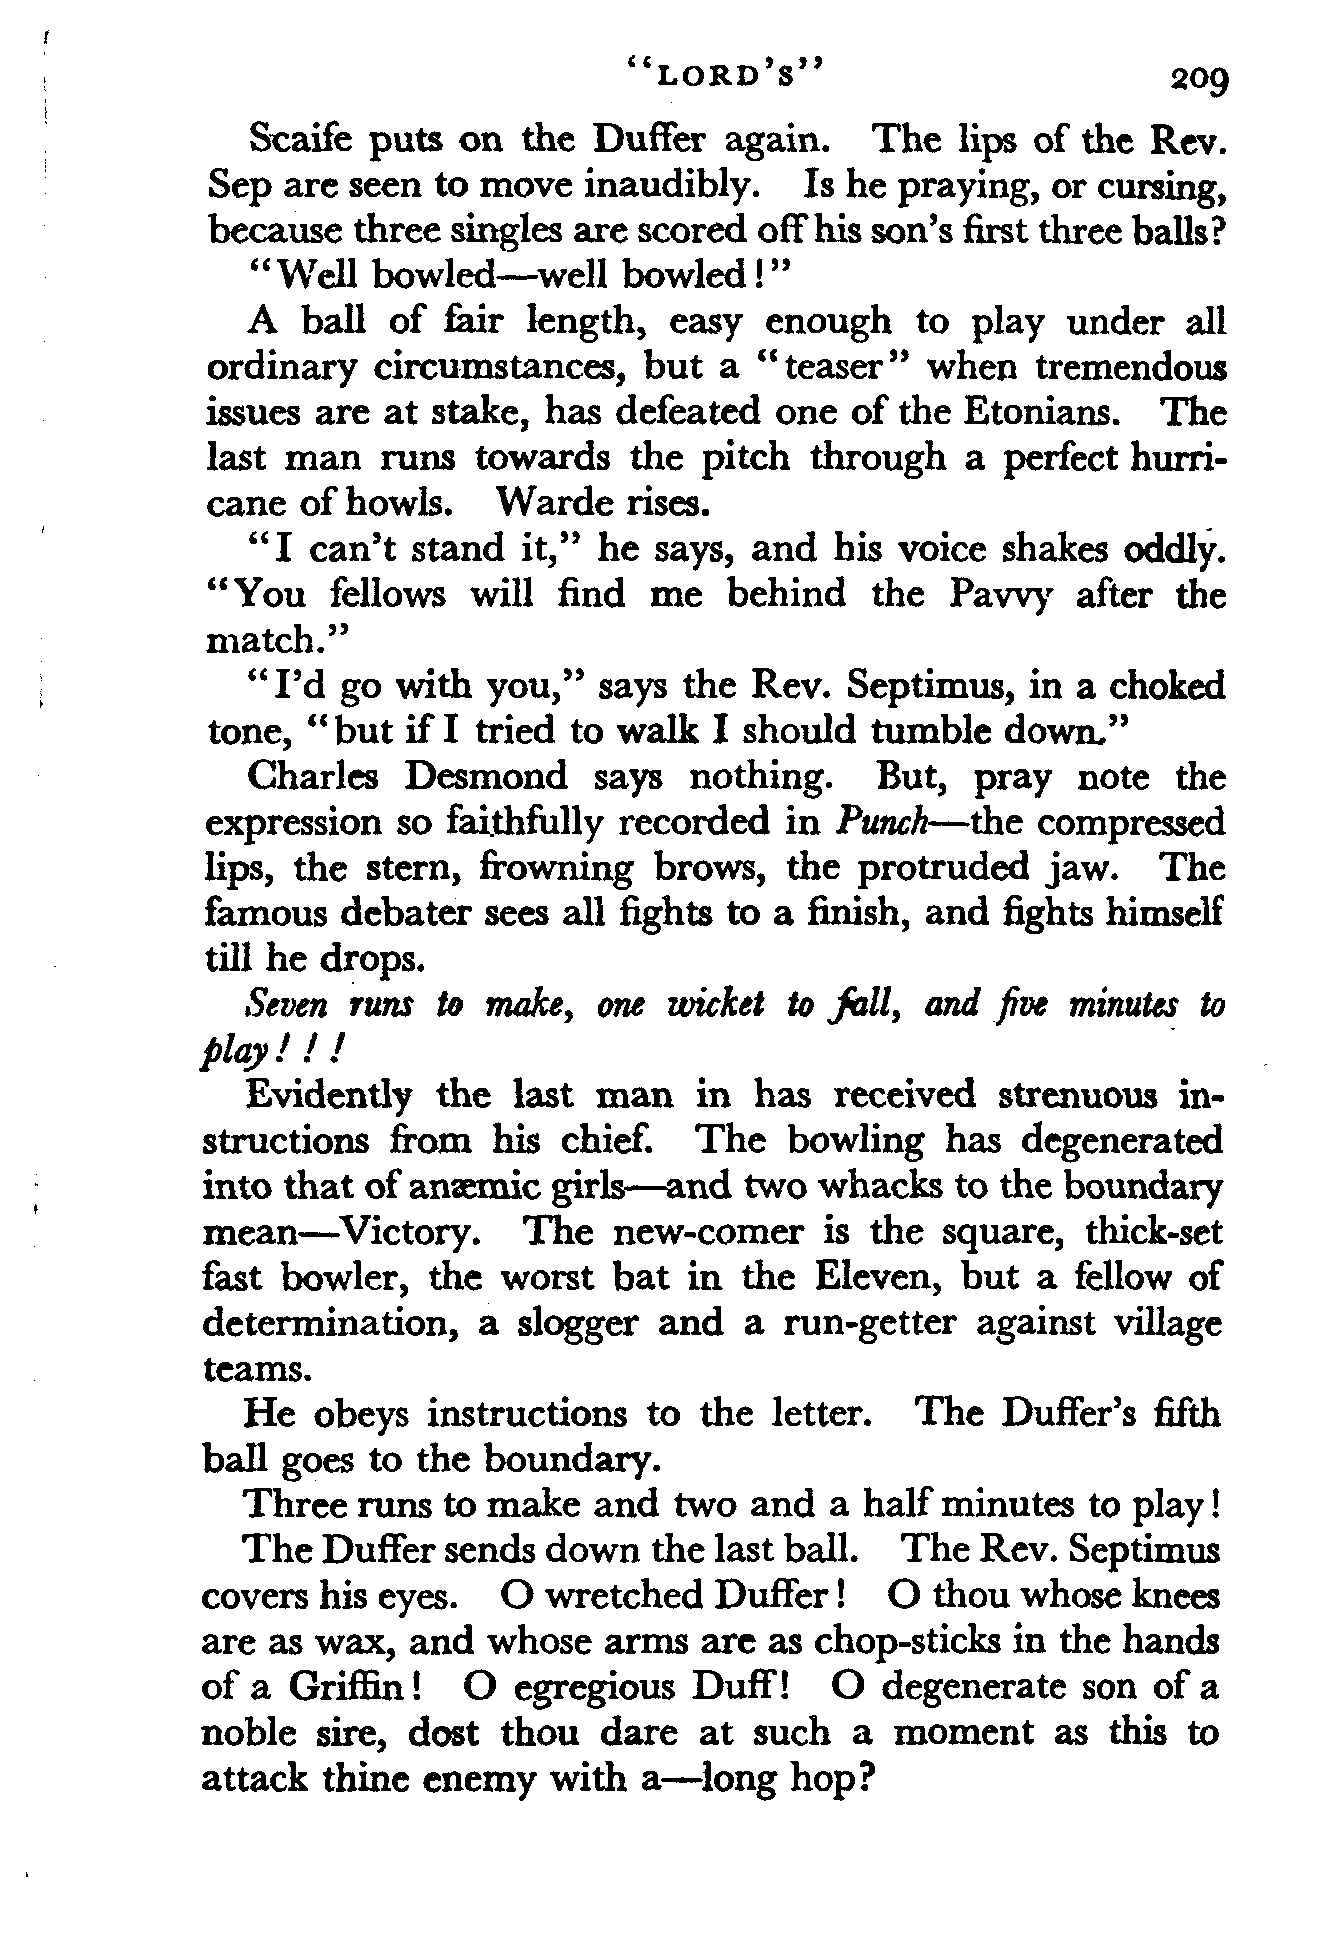 “LORD’S” 209
Scaife puts on the Duffer again. The lips of the Rev.
Sep are seen to move inaudibly. Is he praying, or cursing,
because three singles are scored off his son’s first three balls?
“Well bowled—well bowled!”
A ball of fair length, easy enough to play under all
ordinary circumstances, but a “teaser” when tremendous
issues are at stake, has defeated one of the Etonians. The
last man runs towards the pitch through a perfect hurri-
cane of howls. Warde rises.
“I can’t stand it,” he says, and his voice shakes oddly.
“You fellows will find me behind the Pavvy after the
match.”
“I’d go with you,” says the Rev. Septimus, in a choked
tone, “but if I tried to walk I should tumble down.”
Charles Desmond says nothing. But, pray note the
expression so faithfully recorded in Punch—the compressed
lips, the stern, frowning brows, the protruded jaw. The
famous debater sees all fights to a finish, and fights himself
till he drops.
Seven runs to make, one wicket to fall, and five minutes to
play! ! !
Evidently the last man in has received strenuous in-
structions from his chief. The bowling has degenerated
into that of anæmic girls—and two whacks to the boundary
mean—Victory. The new-comer is the square, thick-set
fast bowler, the worst bat in the Eleven, but a fellow of
determination, a slogger and a run-getter against village
teams.
He obeys instructions to the letter. The Duffer’s fifth
ball goes to the boundary.
Three runs to make and two and a half minutes to play!
The Duffer sends down the last ball. The Rev. Septimus
covers his eyes. O wretched Duffer! O thou whose knees
are as wax, and whose arms are as chop-sticks in the hands
of a Griffin! O egregious Duff! O degenerate son of a
noble sire, dost thou dare at such a moment as this to
attack thine enemy with a—long hop?